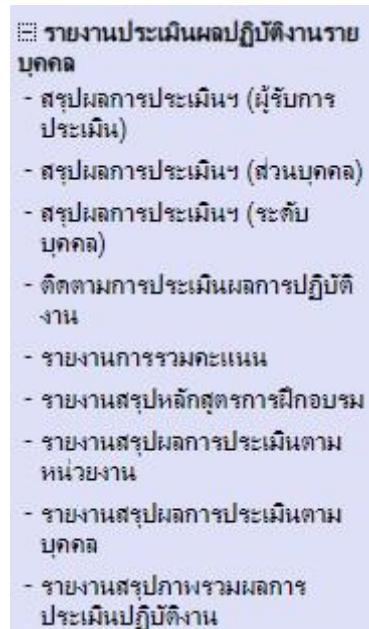 รายงานประเมินผลปฏิบัติงานราย
บุคคล
- สรุปผลการประเมินฯ (ผู้รับการ
ประเมิน)
- สรุปผลการประเมินฯ (ส่วนบุคคล)
- สรุปผลการประเมินฯ (ระดับ
บุคคล)
- ติดตามการประเมินผลการปฏิบัติ
งาน
- รายงานการรวมคะแนน
- รายงานสรุปหลักสูตรการฝึกอบรม
- รายงานสรุปผลการประเมินตาม
หน่วยงาน
- รายงานสรุปผลการประเมินตาม
บุคคล
- รายงานสรุปภาพรวมผลการ
ประเมินปฏิบัติงาน